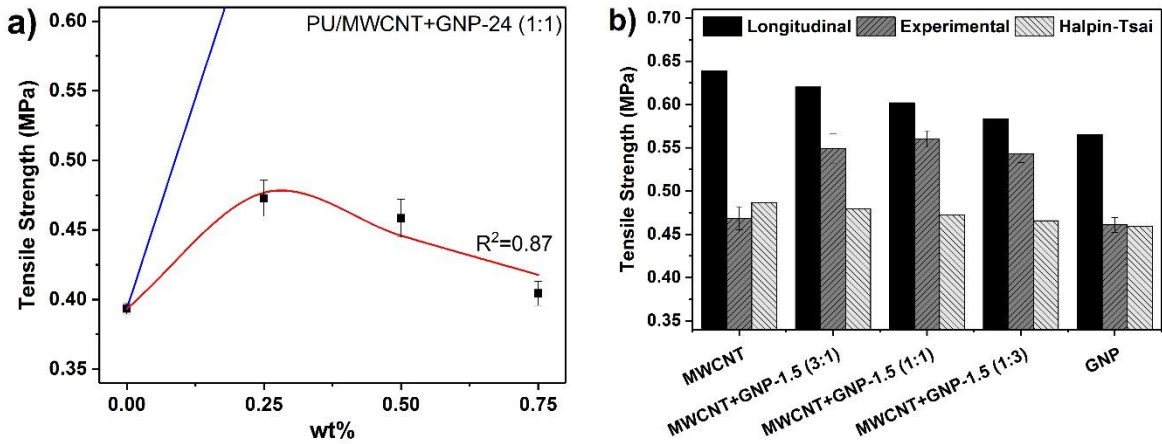 a)
PU/MWCNT+GNP-24 (1:1)
Tensile Strength (MPa)
0.60
0.55
0.50
0.45
0.40
0.35
R²=0.87
0.00 0.25 0.50 0.75
wt%
b)
Longitudinal Experimental Halpin-Tsai
Tensile Strength (MPa)
0.70
0.65
0.60
0.55
0.50
0.45
0.40
0.35
MWCNT
MWCNT+GNP-1.5 (3:1)
MWCNT+GNP-1.5 (1:1)
MWCNT+GNP-1.5 (1:3)
GNP